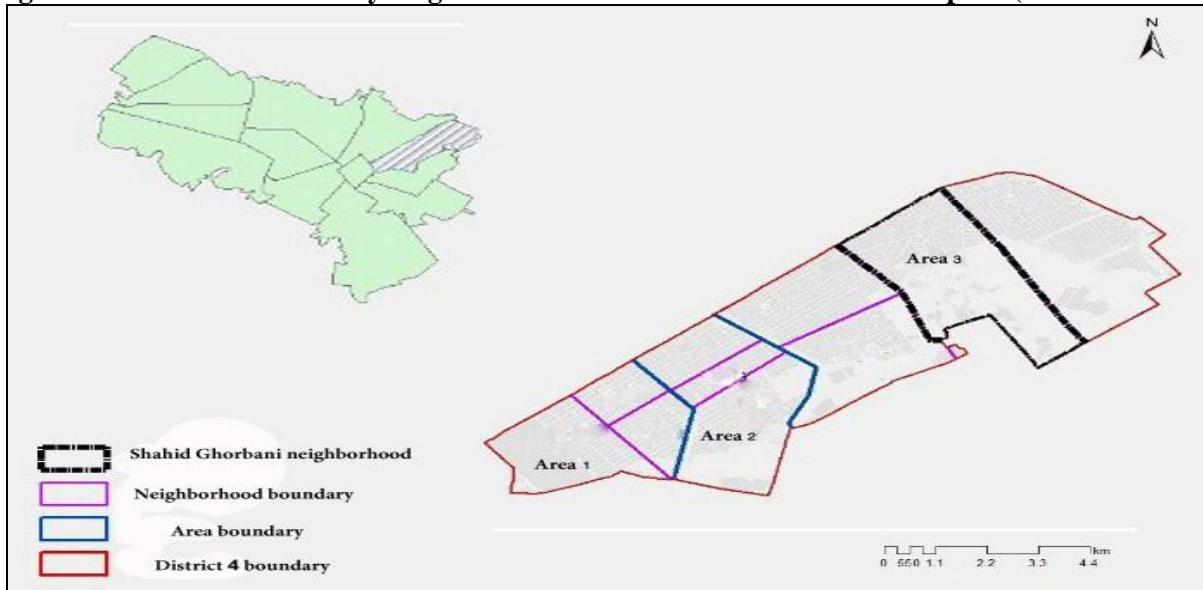 N
Area 3
Area 2
Area 1
Shahid Ghorbani neighborhood
Neighborhood boundary
Area boundary
District 4 boundary
km
0 550 1.1 2.2 3.3 4.4